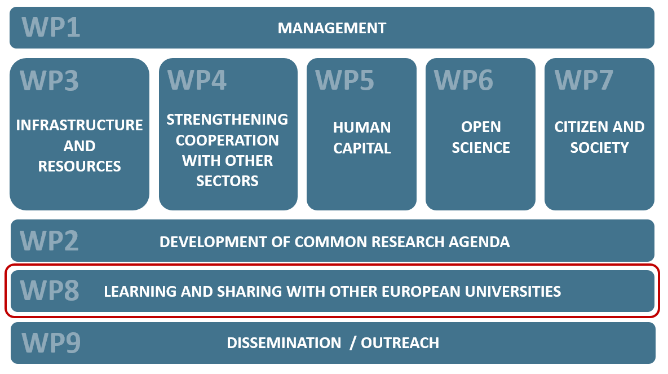 WP1 MANAGEMENT
WP3
INFRASTRUCTURE
AND
RESOURCES
WP4
STRENGTHENING
COOPERATION
WITH OTHER
SECTORS
WP5
HUMAN
CAPITAL
WP6
OPEN
SCIENCE
WP7
CITIZEN AND
SOCIETY
WP2 DEVELOPMENT OF COMMON RESEARCH AGENDA
WP8 LEARNING AND SHARING WITH OTHER EUROPEAN UNIVERSITIES
WP9 DISSEMINATION / OUTREACH